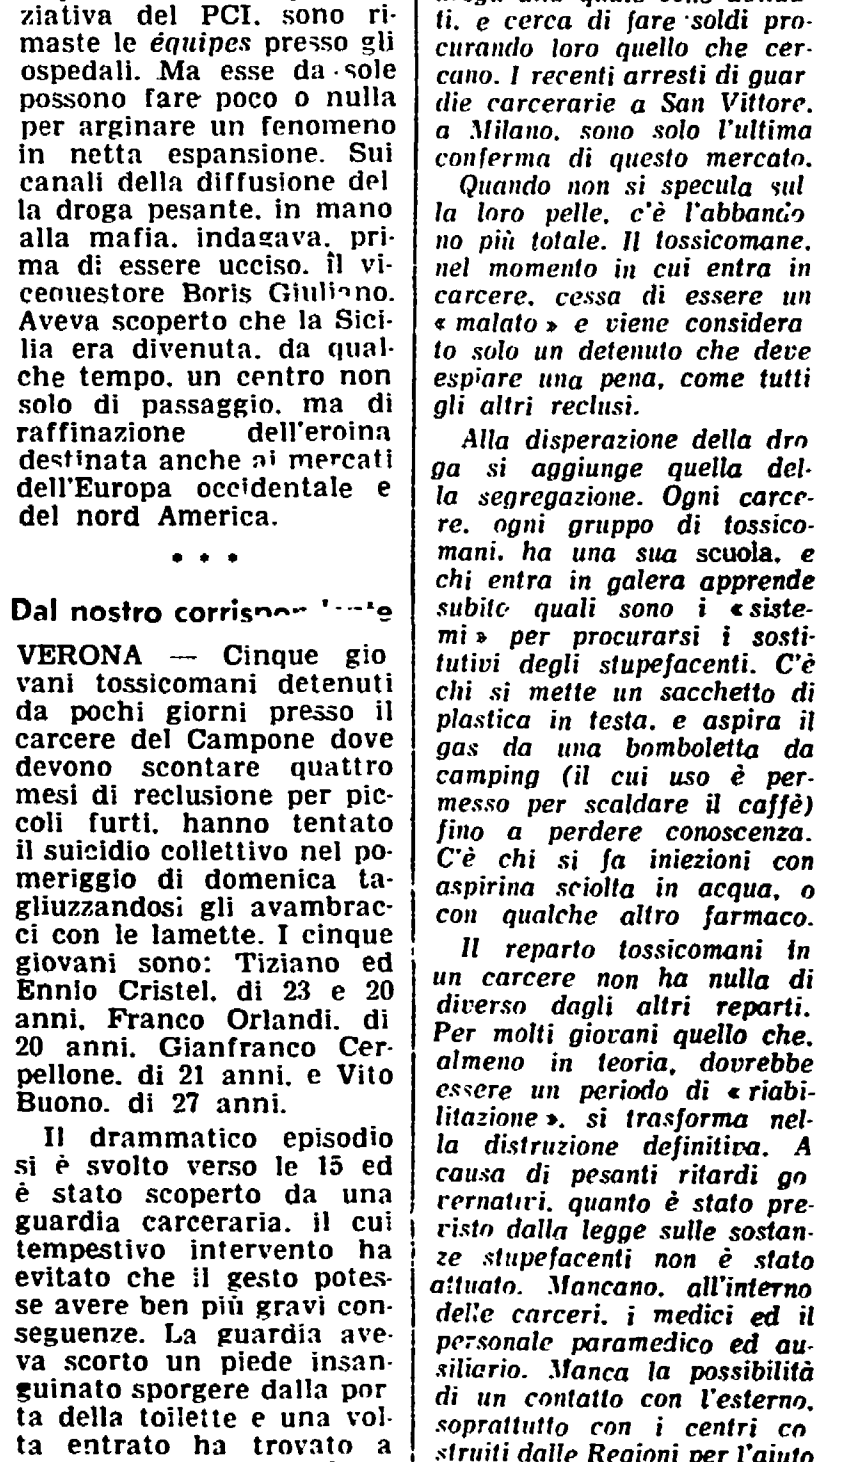 ziativa del PCI. sono ri-
maste le équipes presso gli
ospedali. Ma esse da sole
possono fare poco o nulla
per arginare un fenomeno
in netta espansione. Sui
canali della diffusione del
la droga pesante. in mano
alla mafia. indagava. pri-
ma di essere ucciso. il vi-
cequestore Boris Giuliano.
Aveva scoperto che la Sici-
lia era divenuta. da qual-
che tempo. un centro non
solo di passaggio. ma di
raffinazione dell'eroina
destinata anche ai mercati
dell'Europa occidentale e
del nord America.
• • •
Dal nostro
VERONA — Cinque gio
vani tossicomani detenuti
da pochi giorni presso il
carcere del Campone dove
devono scontare quattro
mesi di reclusione per pic-
coli furti. hanno tentato
il suicidio collettivo nel po-
meriggio di domenica ta-
gliuzzandosi gli avambrac-
ci con le lamette. I cinque
giovani sono: Tiziano ed
Ennio Cristel. di 23 e 20
anni. Franco Orlandi. di
20 anni. Gianfranco Cer-
pellone. di 21 anni. e Vito
Buono. di 27 anni.
Il drammatico episodio
si è svolto verso le 15 ed
è stato scoperto da una
guardia carceraria. il cui
tempestivo intervento ha
evitato che il gesto potes-
se avere ben più gravi con-
seguenze. La guardia ave-
va scorto un piede insan-
guinato sporgere dalla por
ta della toilette e una vol-
ta entrato ha trovato a
ti. e cerca di fare soldi pro-
curando loro quello che cer-
cano. I recenti arresti di guar
die carcerarie a San Vittore.
a Milano. sono solo l'ultima
conferma di questo mercato.
Quando non si specula sul
la loro pelle. c'è l'abbando
no più totale. Il tossicomane.
nel momento in cui entra in
carcere. cessa di essere un
« malato » e viene considera
to solo un detenuto che deve
espiare una pena, come tutti
gli altri reclusi.
Alla disperazione della dro
ga si aggiunge quella del-
la segregazione. Ogni carce-
re. ogni gruppo di tossico-
mani. ha una sua scuola. e
chi entra in galera apprende
subito quali sono i « siste-
mi » per procurarsi i sosti-
tutivi degli stupefacenti. C'è
chi si mette un sacchetto di
plastica in testa. e aspira il
gas da una bomboletta da
camping (il cui uso è per-
messo per scaldare il caffè)
fino a perdere conoscenza.
C'è chi si fa iniezioni con
aspirina sciolta in acqua, o
con qualche altro farmaco.
Il reparto tossicomani in
un carcere non ha nulla di
diverso dagli altri reparti.
Per molti giovani quello che.
almeno in teoria, dovrebbe
essere un periodo di « riabi-
litazione ». si trasforma nel-
la distruzione definitiva. A
causa di pesanti ritardi go
vernativi. quanto è stato pre-
visto dalla legge sulle sostan-
ze stupefacenti non è stato
attuato. Mancano. all'interno
delle carceri. i medici ed il
personale paramedico ed au-
siliario. Manca la possibilità
di un contatto con l'esterno.
soprattutto con i centri co
struiti dalle Regioni per l'aiuto